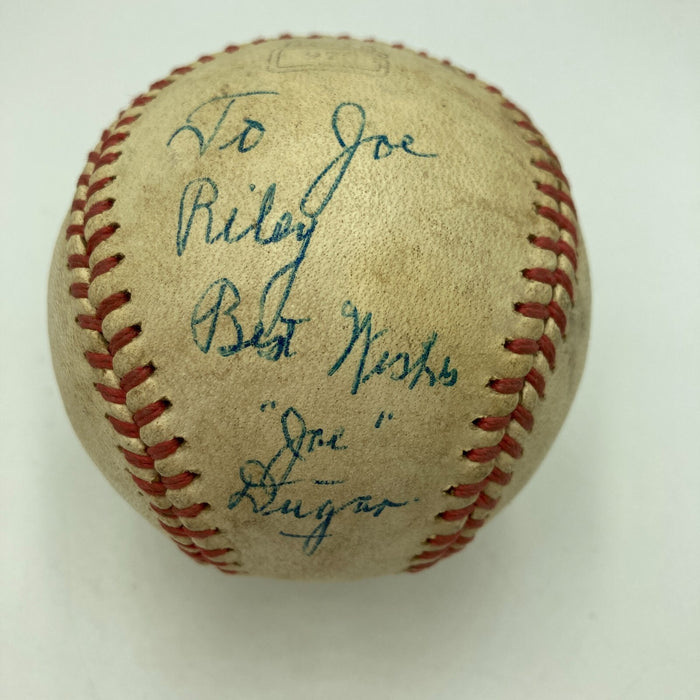 To Joe
Riley
Best Wishes
"Joe"
Dugan